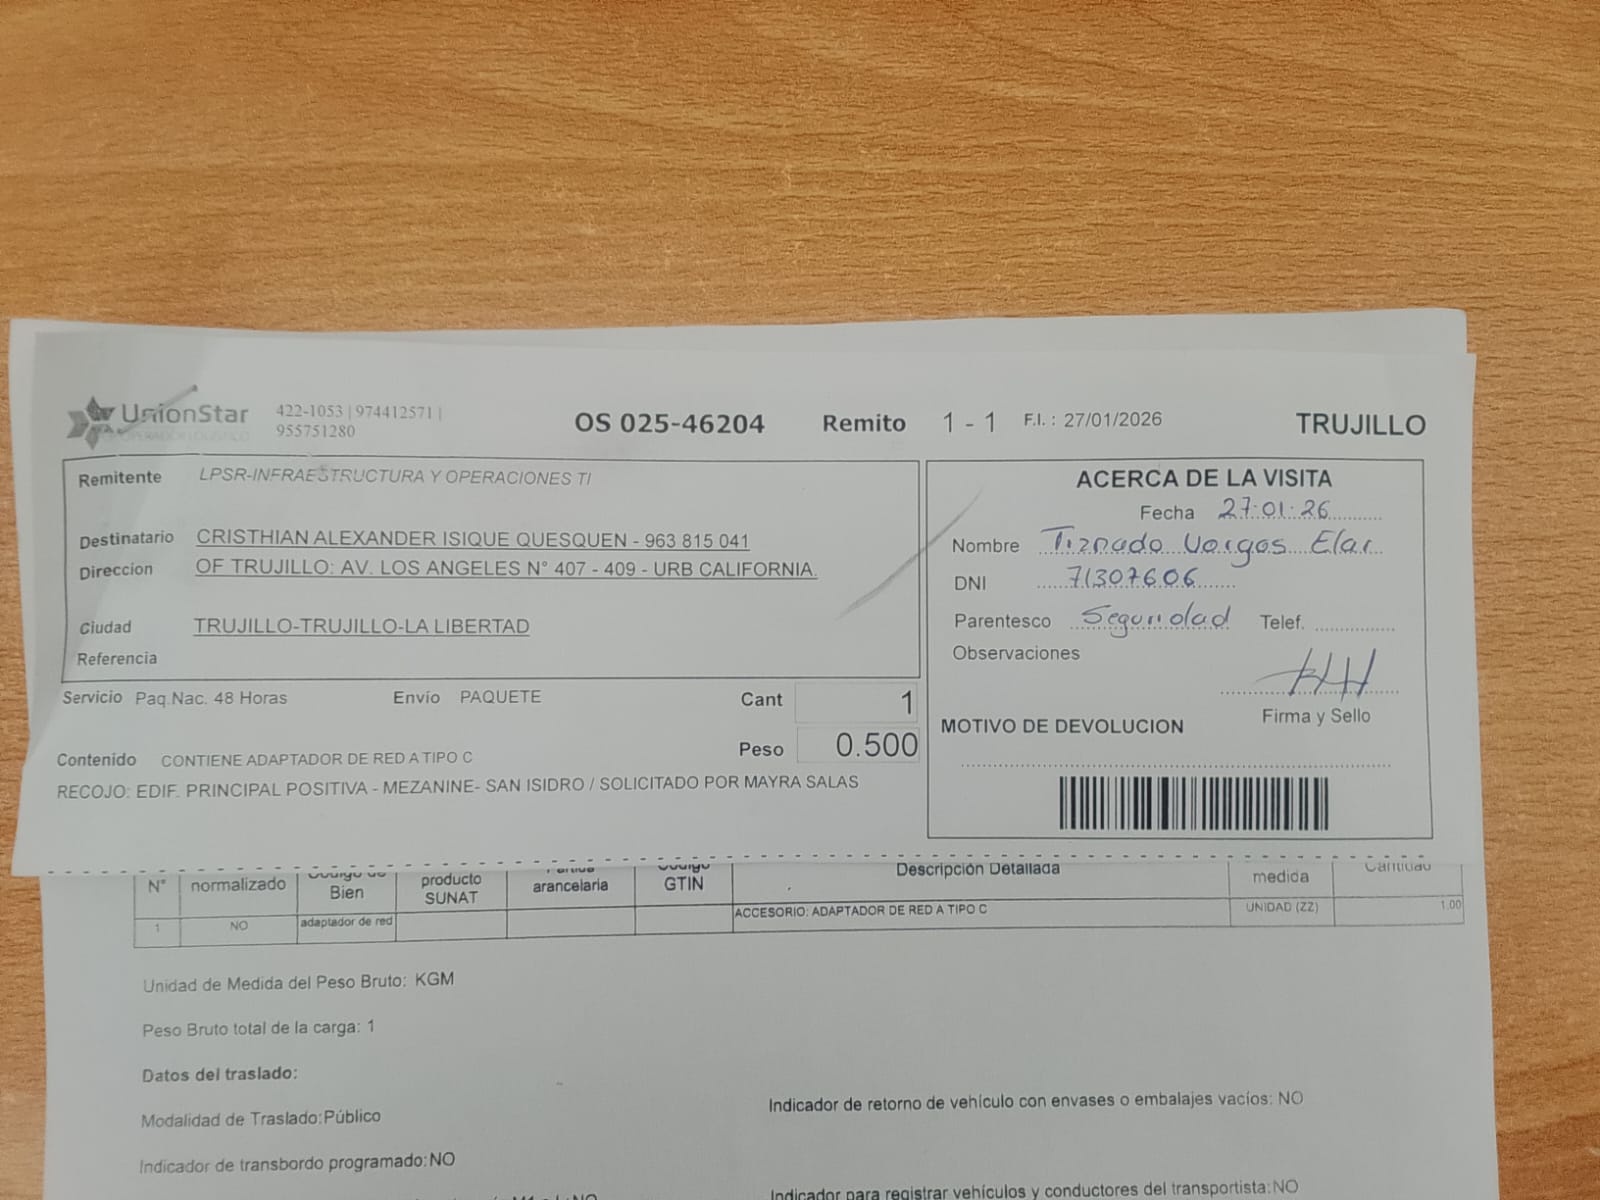 UnionStar
422-1053 | 974412571 |
955751280
OS 025-46204
Remito 1 - 1
F.I. : 27/01/2026
TRUJILLO
Remitente LPSR-INFRAESTRUCTURA Y OPERACIONES TI
Destinatario CRISTHIAN ALEXANDER ISIQUE QUESQUEN - 963 815 041
Direccion OF TRUJILLO: AV. LOS ANGELES N° 407 - 409 - URB CALIFORNIA.
Ciudad TRUJILLO-TRUJILLO-LA LIBERTAD
Referencia
Servicio Paq.Nac. 48 Horas Envío PAQUETE Cant 1
Peso 0.500
Contenido CONTIENE ADAPTADOR DE RED A TIPO C
RECOJO: EDIF. PRINCIPAL POSITIVA - MEZANINE- SAN ISIDRO / SOLICITADO POR MAYRA SALAS
ACERCA DE LA VISITA
Fecha 27.01.26
Nombre Tiznado Vargas
DNI 71307606
Parentesco Seguridad Telef.
Observaciones
Firma y Sello
MOTIVO DE DEVOLUCION
N° normalizado Código de Bien producto SUNAT Partida arancelaria Código GTIN Descripción Detallada medida Cantidad
1 NO adaptador de red ACCESORIO: ADAPTADOR DE RED A TIPO C UNIDAD (ZZ) 1.00
Unidad de Medida del Peso Bruto: KGM
Peso Bruto total de la carga: 1
Datos del traslado:
Modalidad de Traslado:Público
Indicador de retorno de vehículo con envases o embalajes vacíos: NO
Indicador de transbordo programado:NO
Indicador para registrar vehículos y conductores del transportista:NO